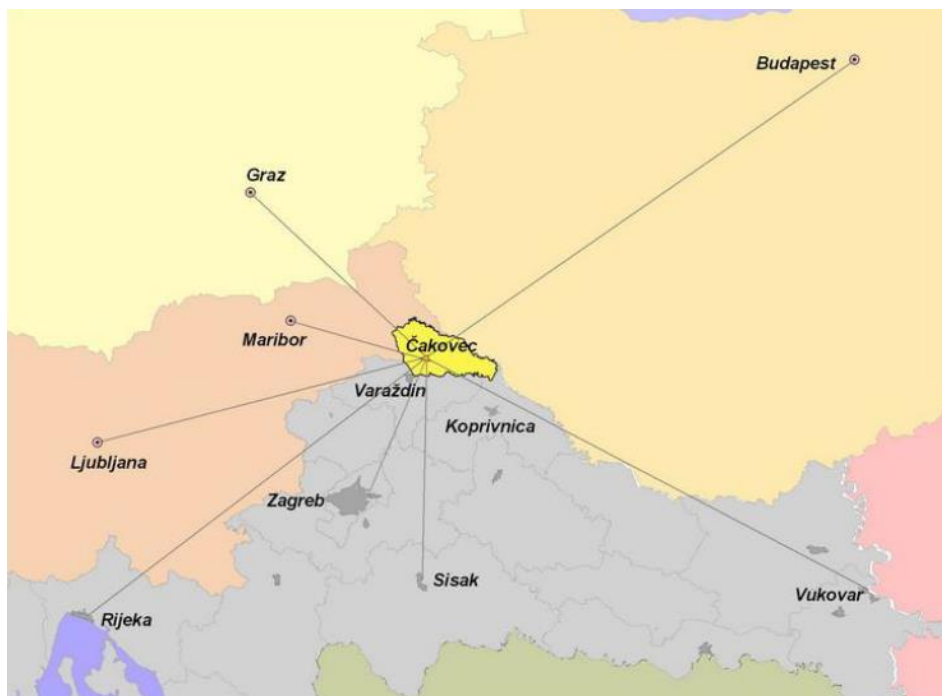 Budapest
Graz
Maribor
Čakovec
Varaždin
Koprivnica
Ljubljana
Zagreb
Sisak
Vukovar
Rijeka